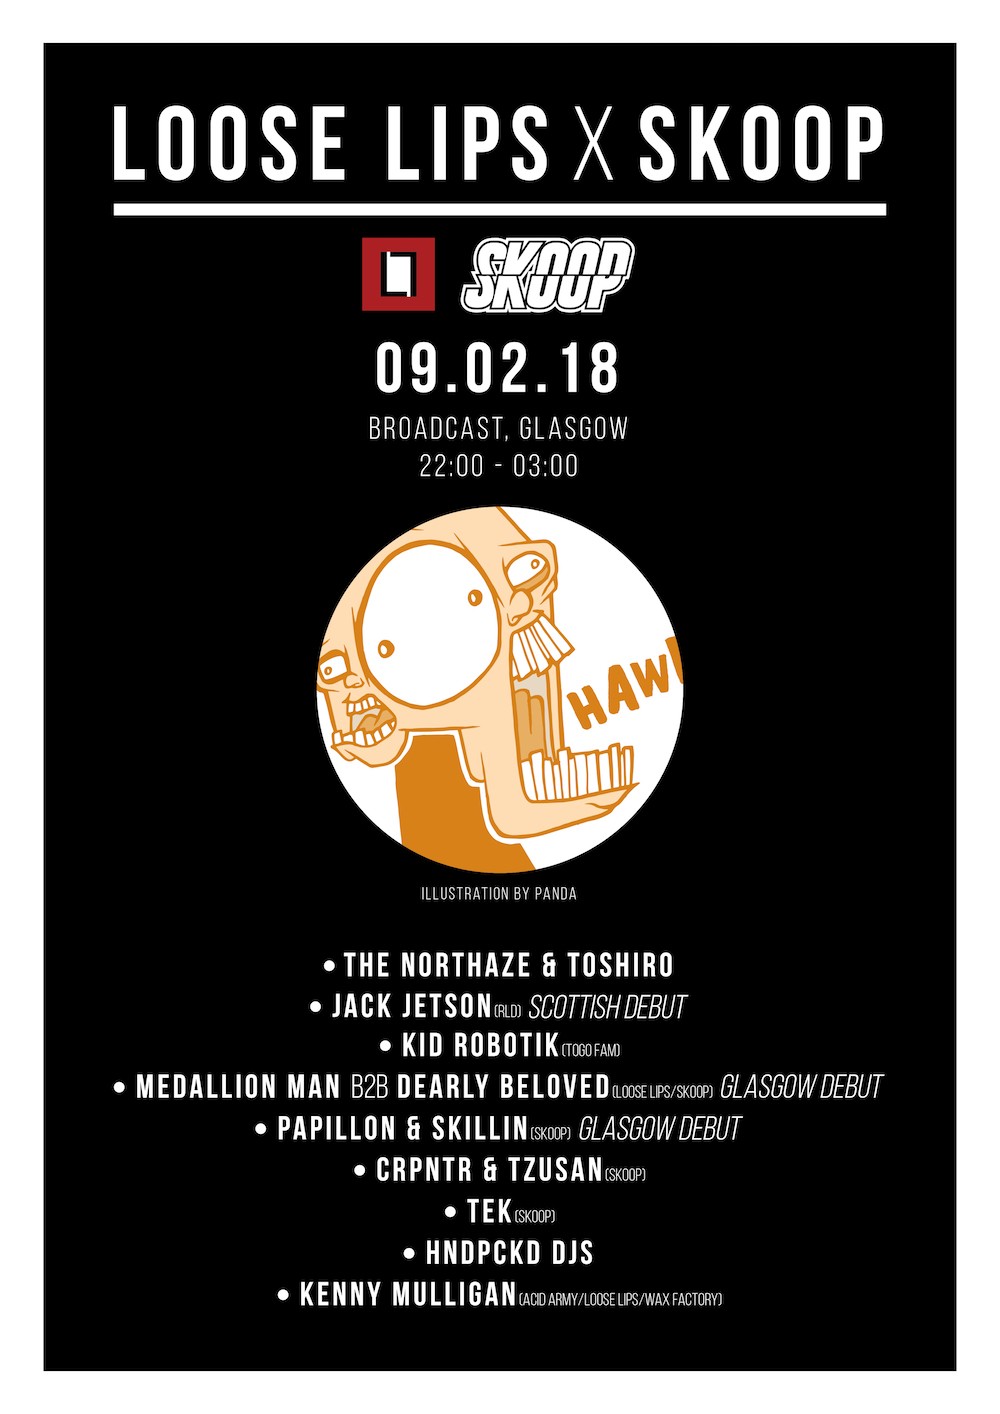 LOOSE LIPS X SKOOP
SKOOP
09.02.18
BROADCAST, GLASGOW
22:00 - 03:00
HAW
ILLUSTRATION BY PANDA
• THE NORTHAZE & TOSHIRO
• JACK JETSON (RLD) SCOTTISH DEBUT
• KID ROBOTIK (TOGO FAM)
• MEDALLION MAN B2B DEARLY BELOVED (LOOSE LIPS/SKOOP) GLASGOW DEBUT
• PAPILLON & SKILLIN (SKOOP) GLASGOW DEBUT
• CRPNTR & TZUSAN (SKOOP)
• TEK (SKOOP)
• HNDPCKD DJS
• KENNY MULLIGAN (ACID ARMY/LOOSE LIPS/WAX FACTORY)